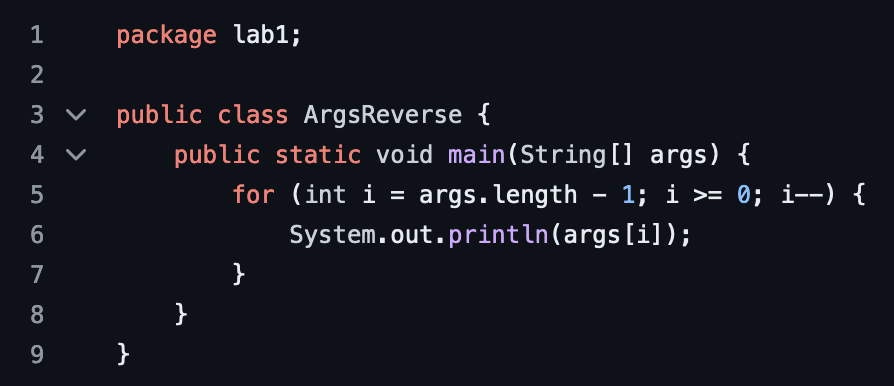 1 package lab1;
2
3 public class ArgsReverse {
4 public static void main(String[] args) {
5 for (int i = args.length - 1; i >= 0; i--) {
6 System.out.println(args[i]);
7 }
8 }
9 }